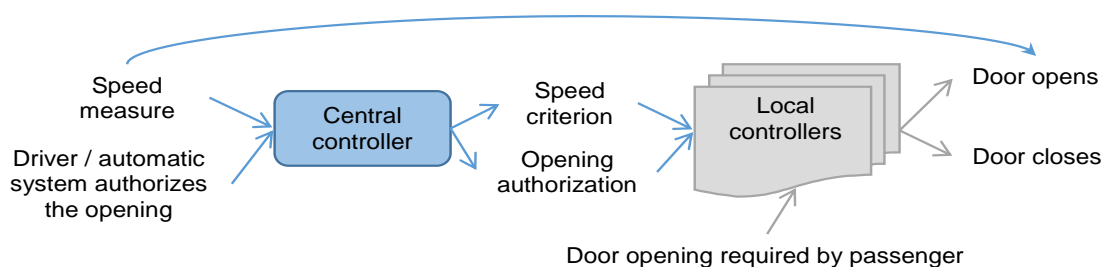 Speed
measure
Driver / automatic
system authorizes
the opening
Central
controller
Speed
criterion
Opening
authorization
Local
controllers
Door opens
Door closes
Door opening required by passenger